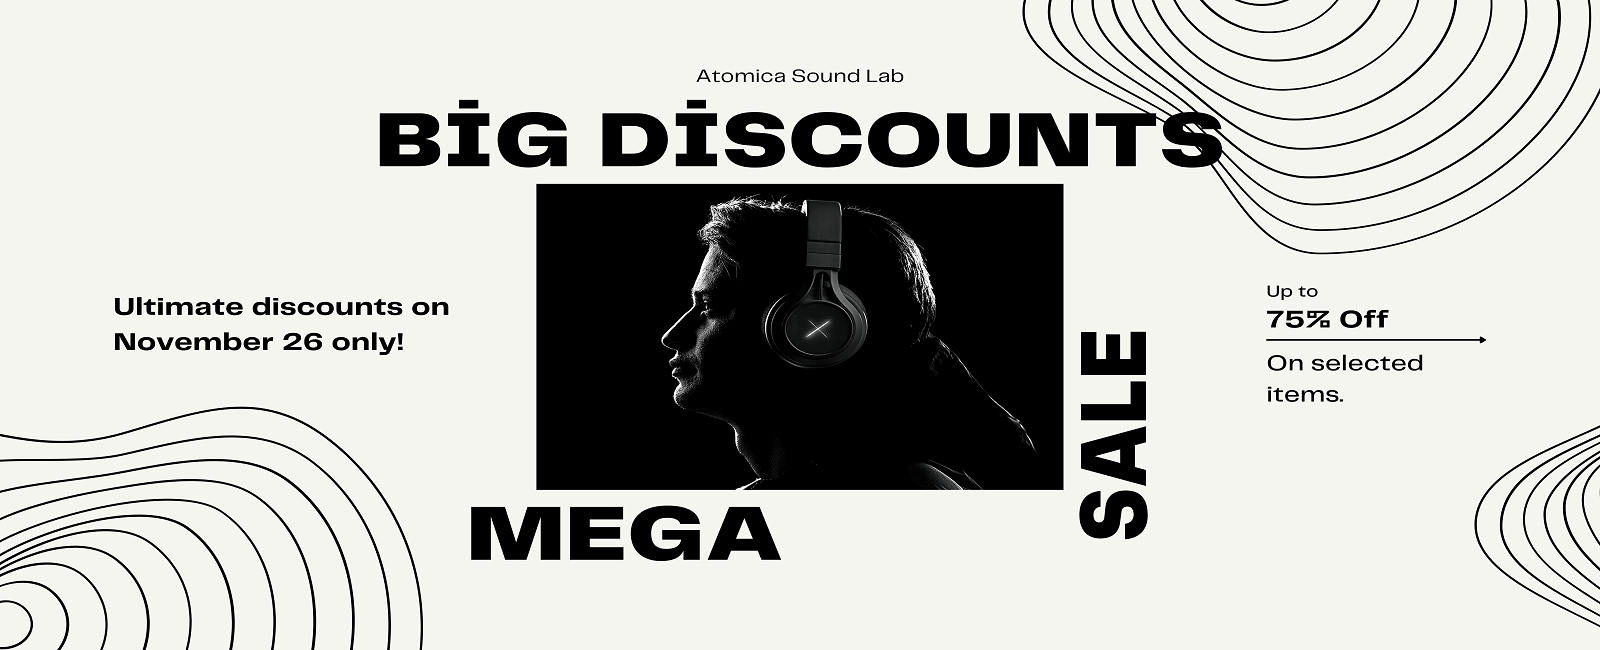 Atomica Sound Lab
BİG DİSCOUNTS
Ultimate discounts on
November 26 only!
Up to
75% Off
On selected
items.
MEGA
SALE